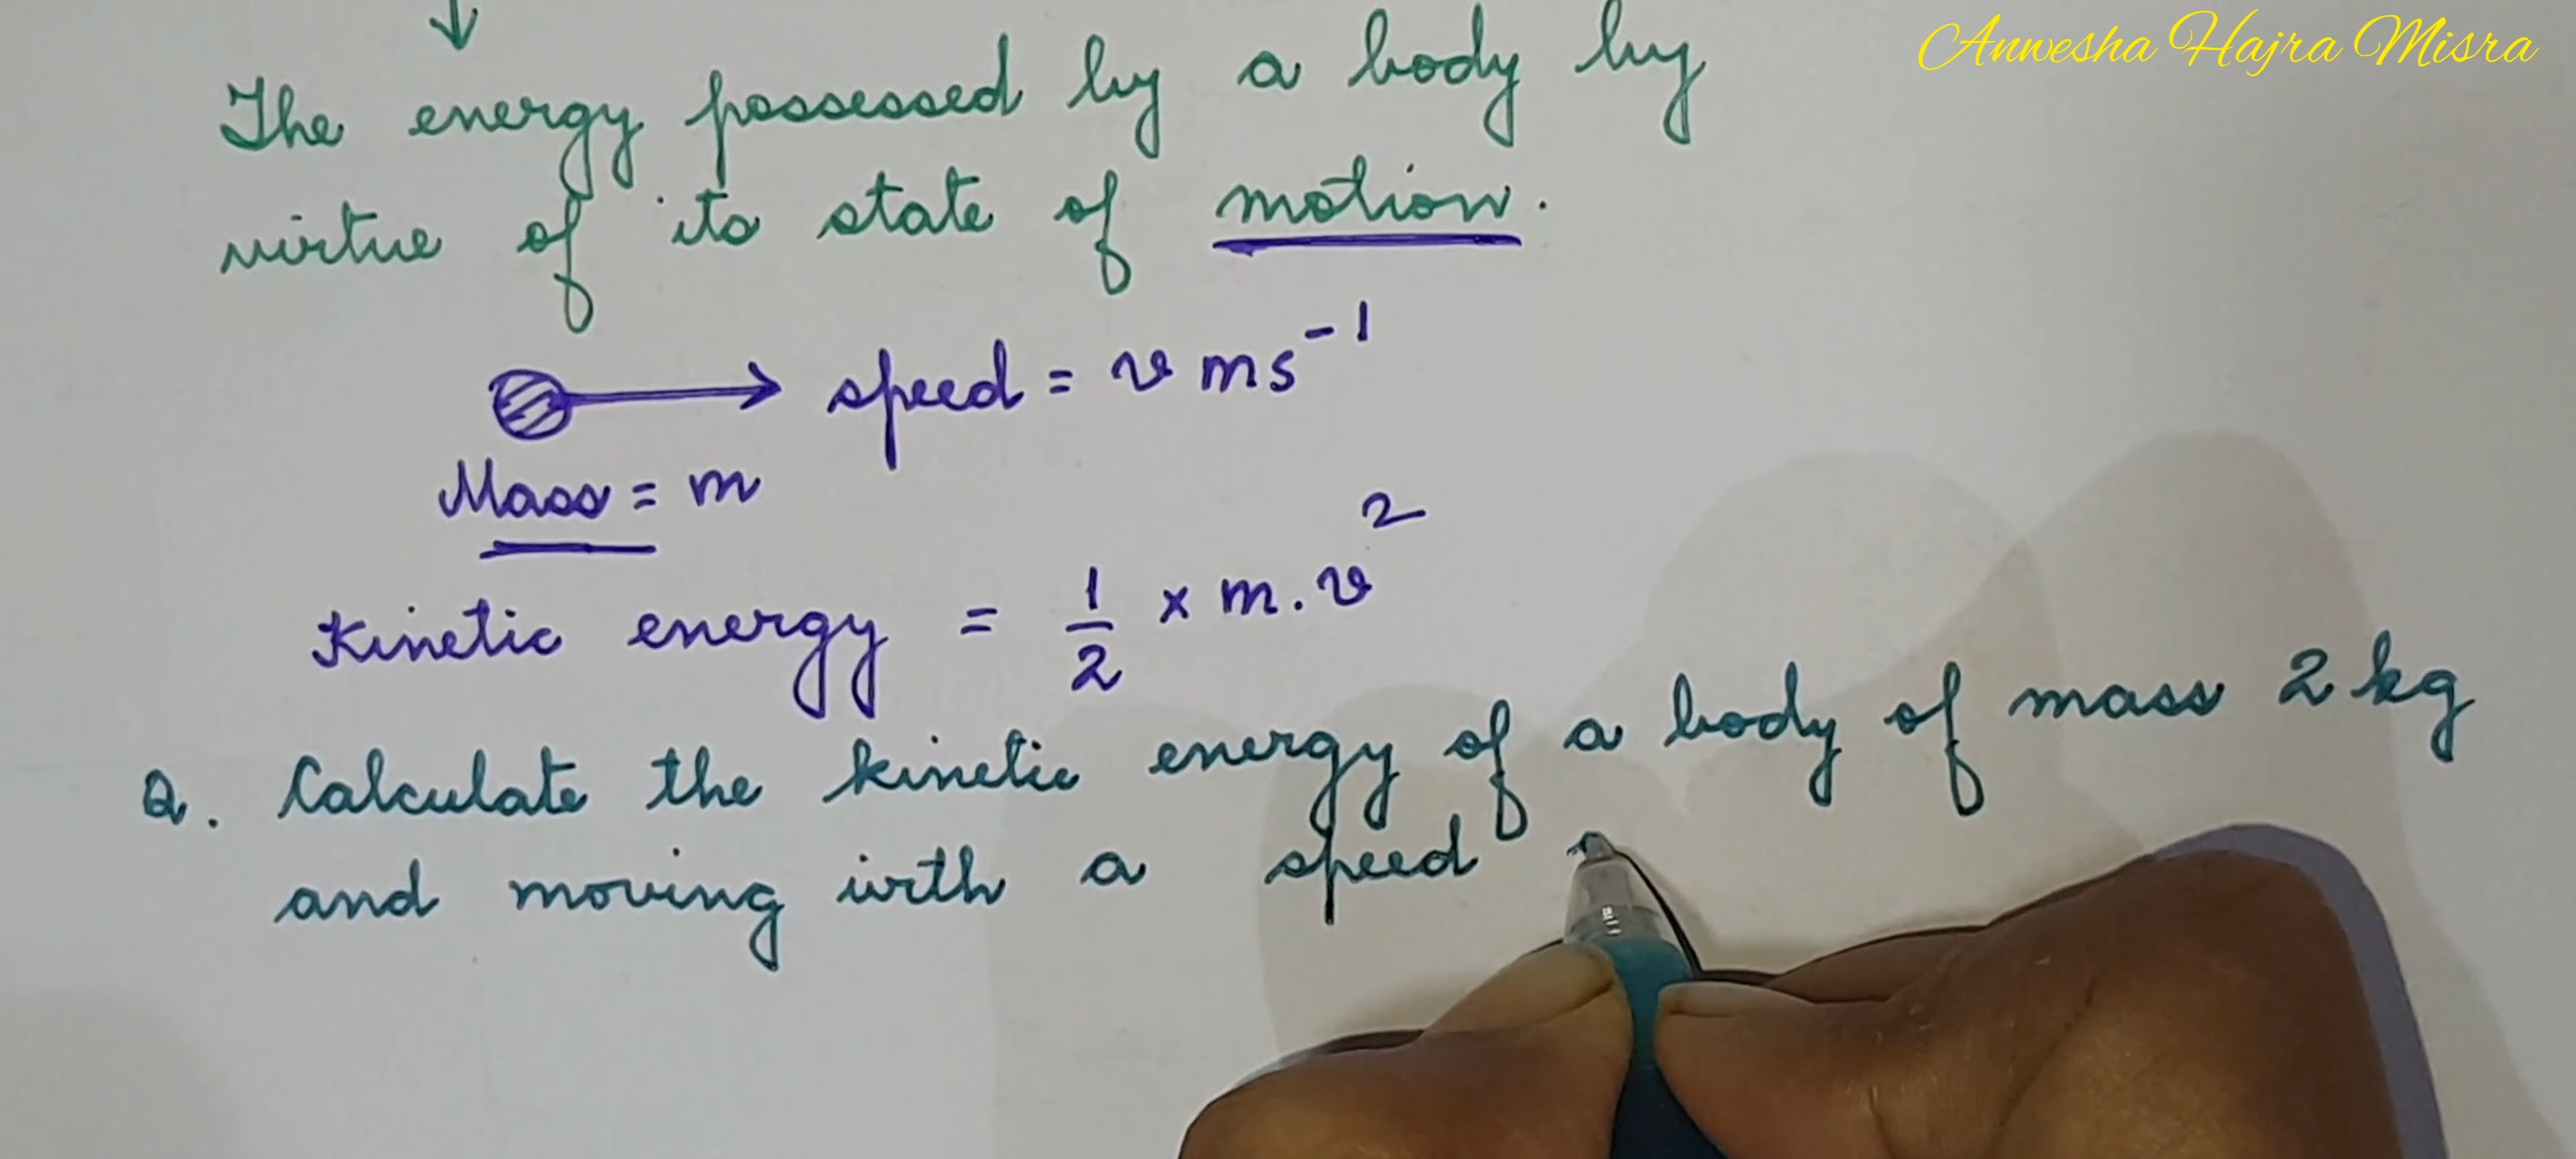 Anwesha Hajra Misra
The energy possessed by a body by
virtue of its state of motion.
speed = v ms⁻¹
Mass = m
Kinetic energy = 1/2 × m.v²
Q. Calculate the kinetic energy of a body of mass 2 kg
and moving with a speed